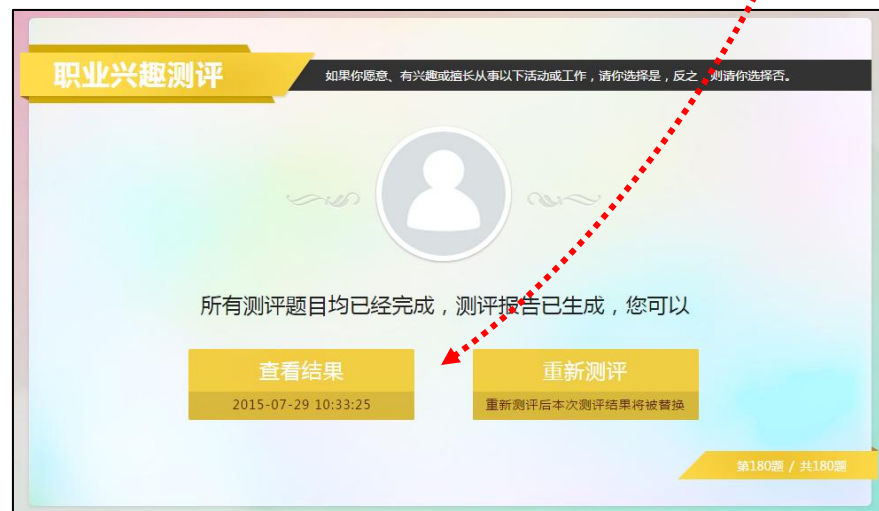 职业兴趣测评
如果你愿意、有兴趣或擅长从事以下活动或工作，请你选择是，反之，则请你选择否。
所有测评题目均已经完成，测评报告已生成，您可以
查看结果
2015-07-29 10:33:25
重新测评
重新测评后本次测评结果将被替换
第180题 / 共180题